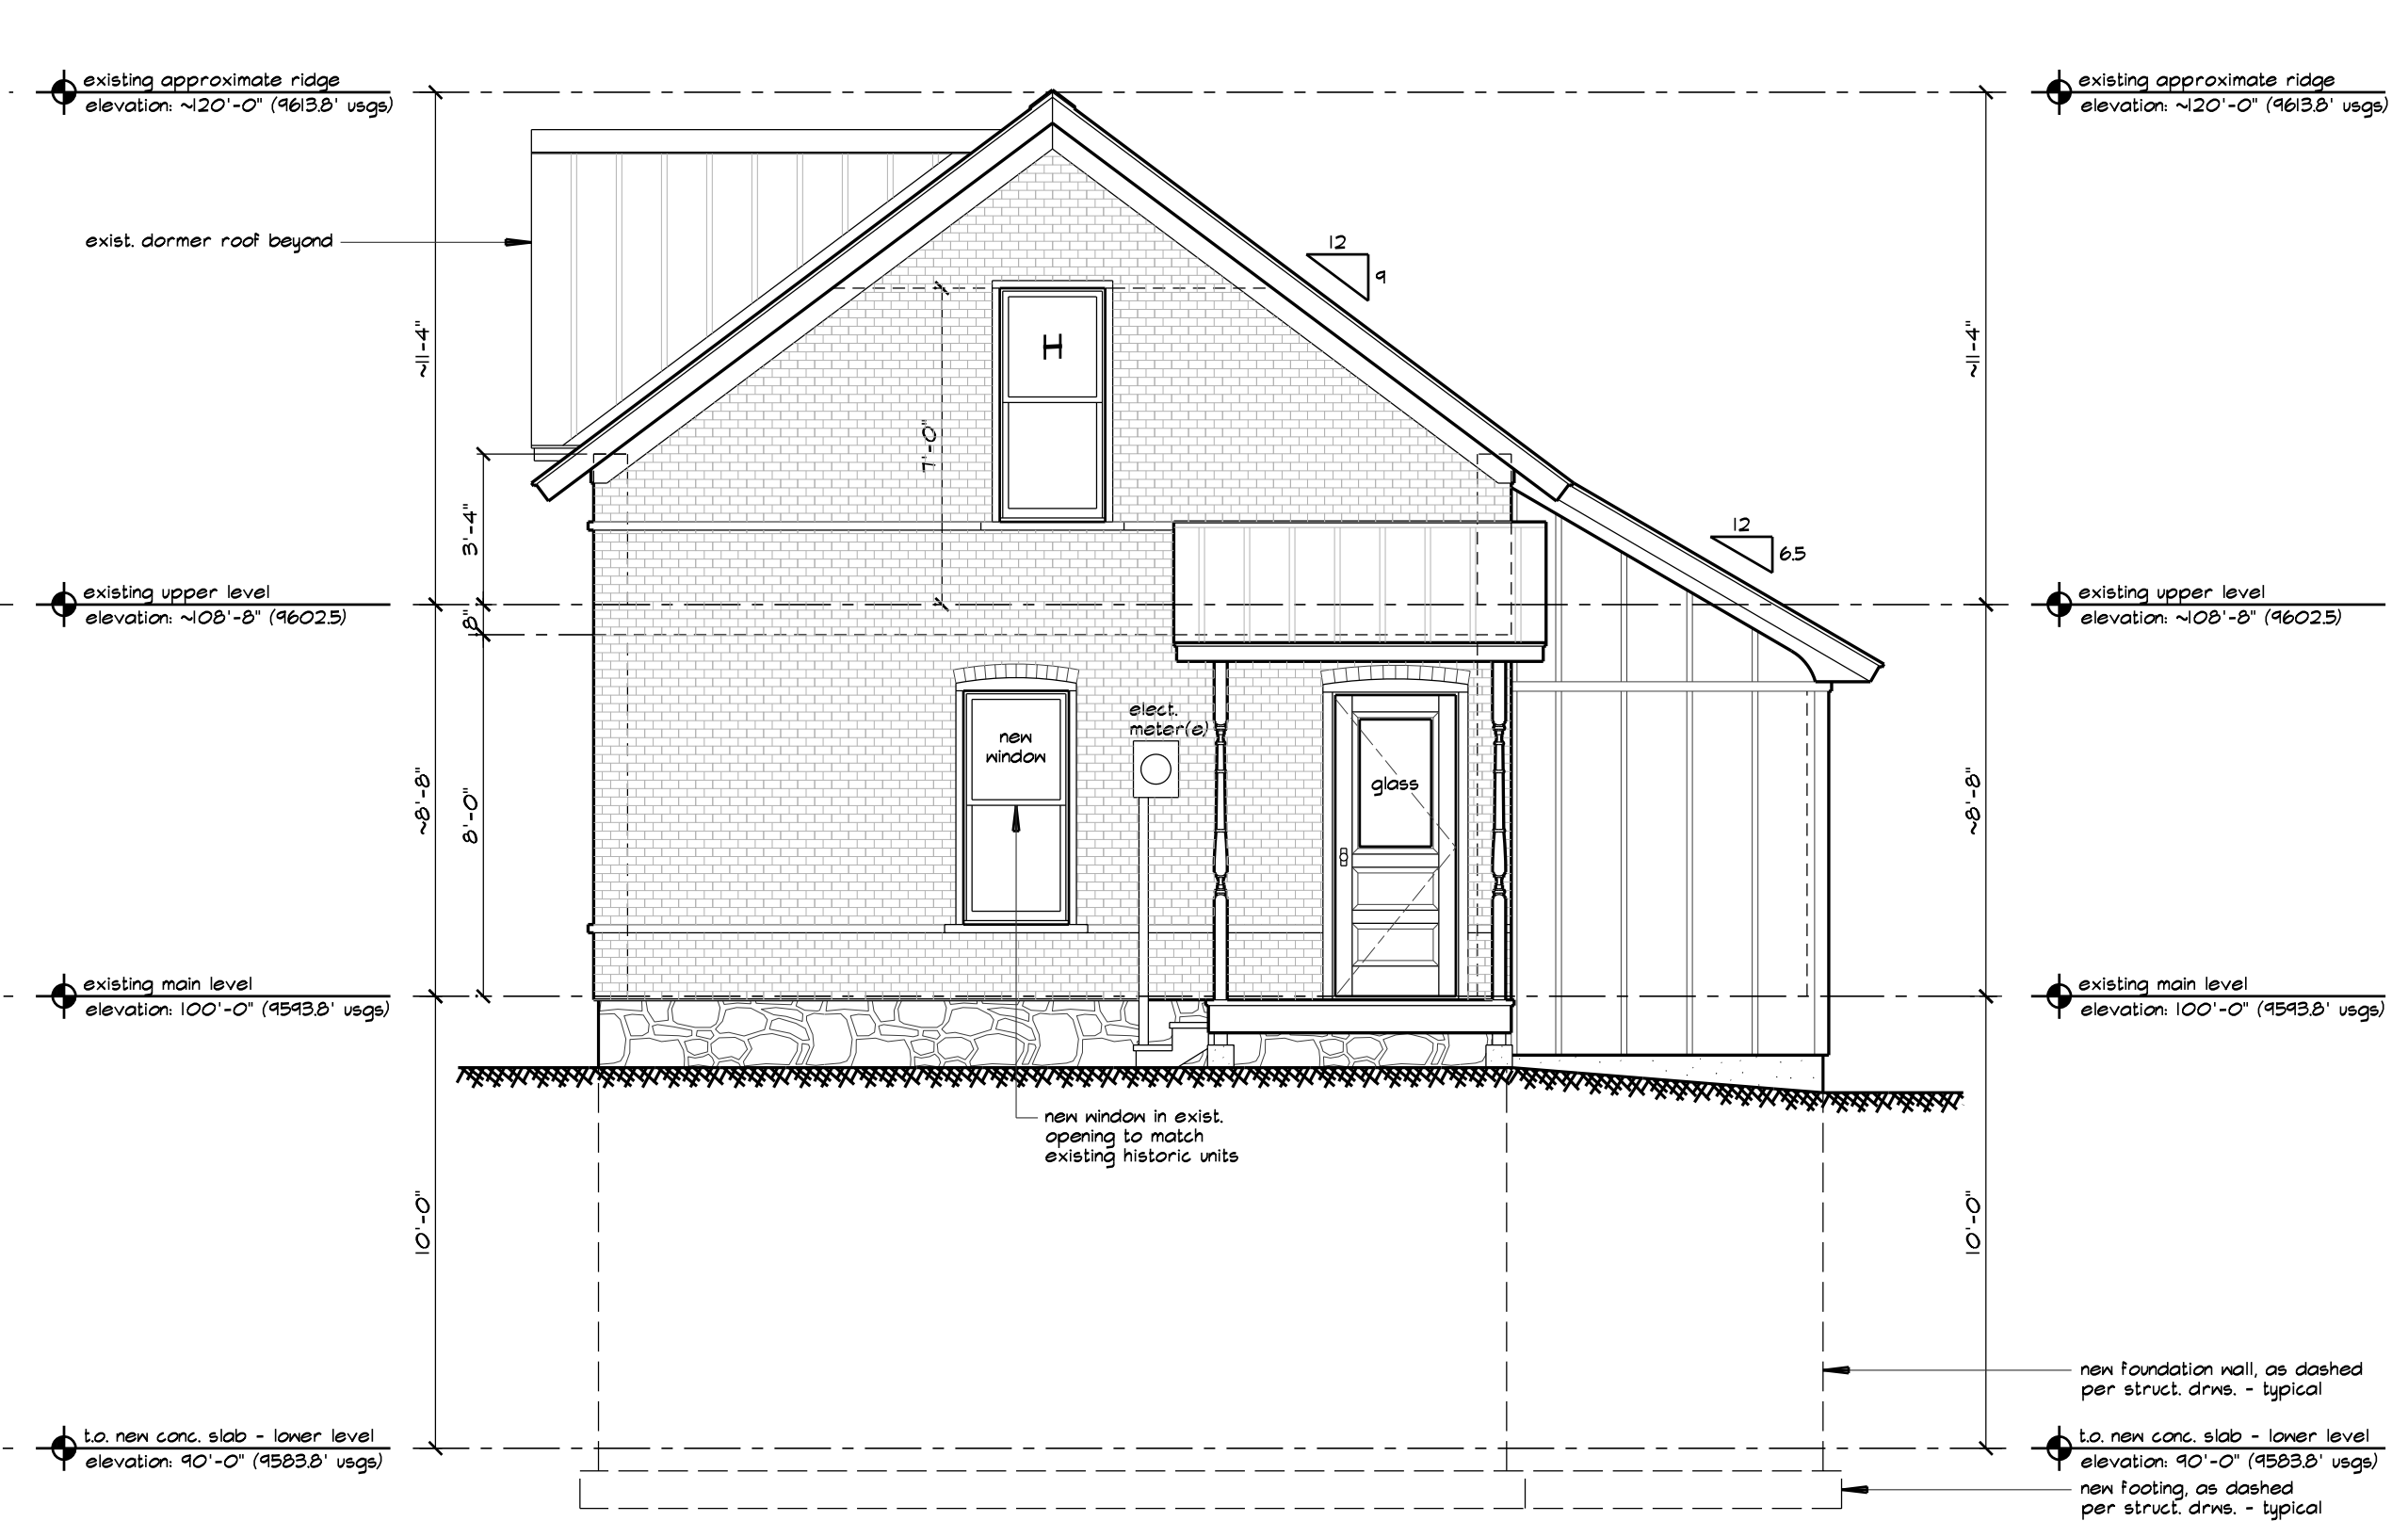 existing approximate ridge
elevation: ~120'-0" (9613.8' usgs)
existing approximate ridge
elevation: ~120'-0" (9613.8' usgs)
exist. dormer roof beyond
12
9
~11'-4"
H
~11'-4"
7'-0"
3'-4"
12
6.5
existing upper level
elevation: ~108'-8" (9602.5)
8"
existing upper level
elevation: ~108'-8" (9602.5)
elect.
meter(e)
new
window
glass
~8'-8"
8'-0"
~8'-8"
existing main level
elevation: 100'-0" (9593.8' usgs)
existing main level
elevation: 100'-0" (9593.8' usgs)
new window in exist.
opening to match
existing historic units
10'-0"
10'-0"
new foundation wall, as dashed
per struct. drws. - typical
t.o. new conc. slab - lower level
elevation: 90'-0" (9583.8' usgs)
t.o. new conc. slab - lower level
elevation: 90'-0" (9583.8' usgs)
new footing, as dashed
per struct. drws. - typical